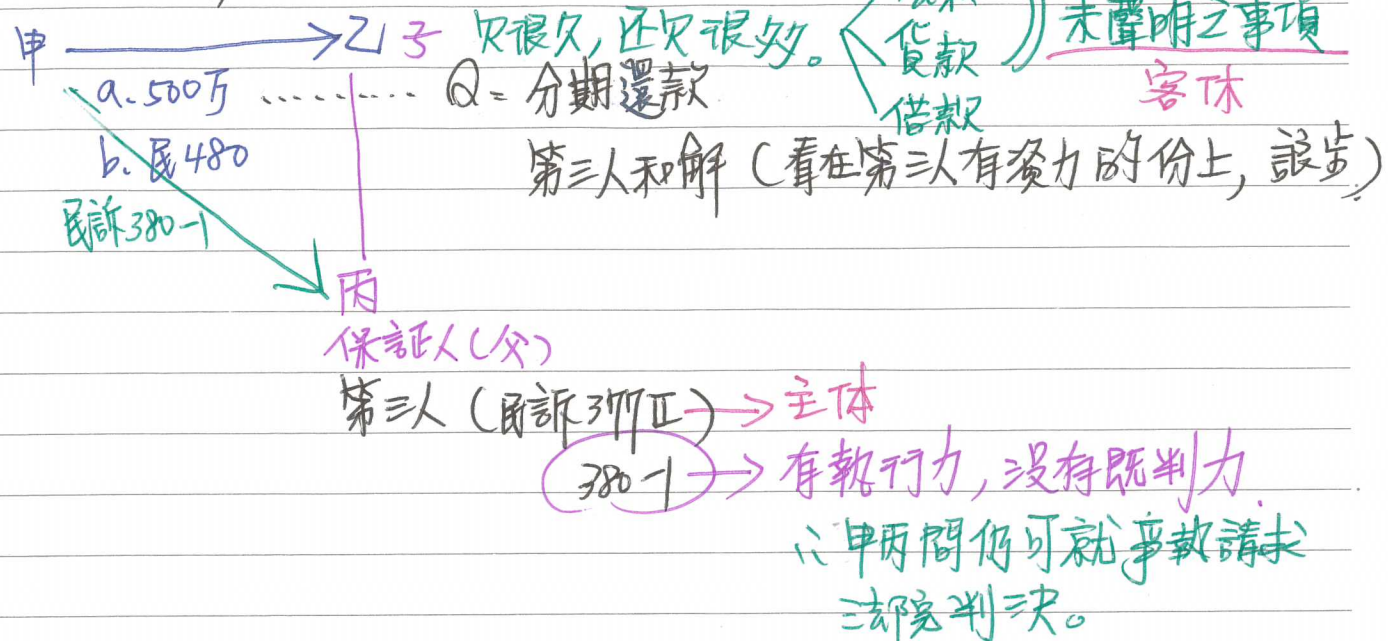 甲 → 乙 子 欠很久,还欠很多。 貨款 未聲明之事項
a. 500万 ……… Q = 分期還款 借款 客体
b. 民480 第三人和解(看在第三人有資力的份上,讓步)
民訴380-1
丙
保証人(父)
第三人(民訴377Ⅱ)→ 主体
380-1 → 有執行力,没有既判力.
∴甲丙間仍可就爭執請求
法院判決。